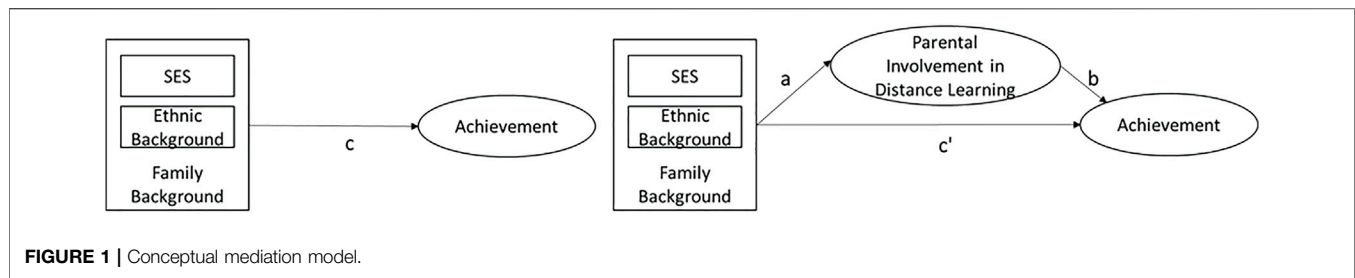 SES
Ethnic
Background
Family
Background
c
Achievement
SES
Ethnic
Background
Family
Background
a
Parental
Involvement in
Distance Learning
b
c'
Achievement
FIGURE 1 | Conceptual mediation model.